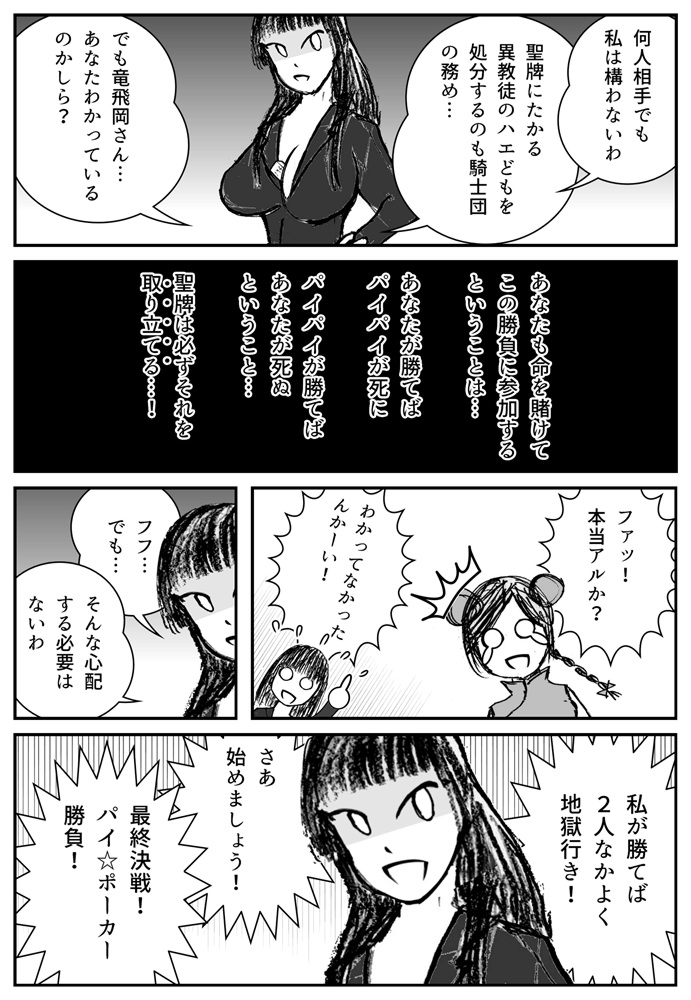 何人相手でも
私は構わないわ
聖牌にたかる
異教徒のハエどもを
処分するのも騎士団
の務め…
でも竜飛岡さん…
あなたわかっている
のかしら？
あなたも命を賭けて
この勝負に参加する
ということは…
あなたが勝てば
パイパイが死に
パイパイが勝てば
あなたが死ぬ
ということ…
聖牌は必ずそれを
取り立てる…！
ファッ！
本当アルか？
わかってなかった
んかーい！
フフ…
でも…
そんな心配
する必要は
ないわ
私が勝てば
２人なかよく
地獄行き！
さあ
始めましょう！
最終決戦！
パイ☆ポーカー
勝負！